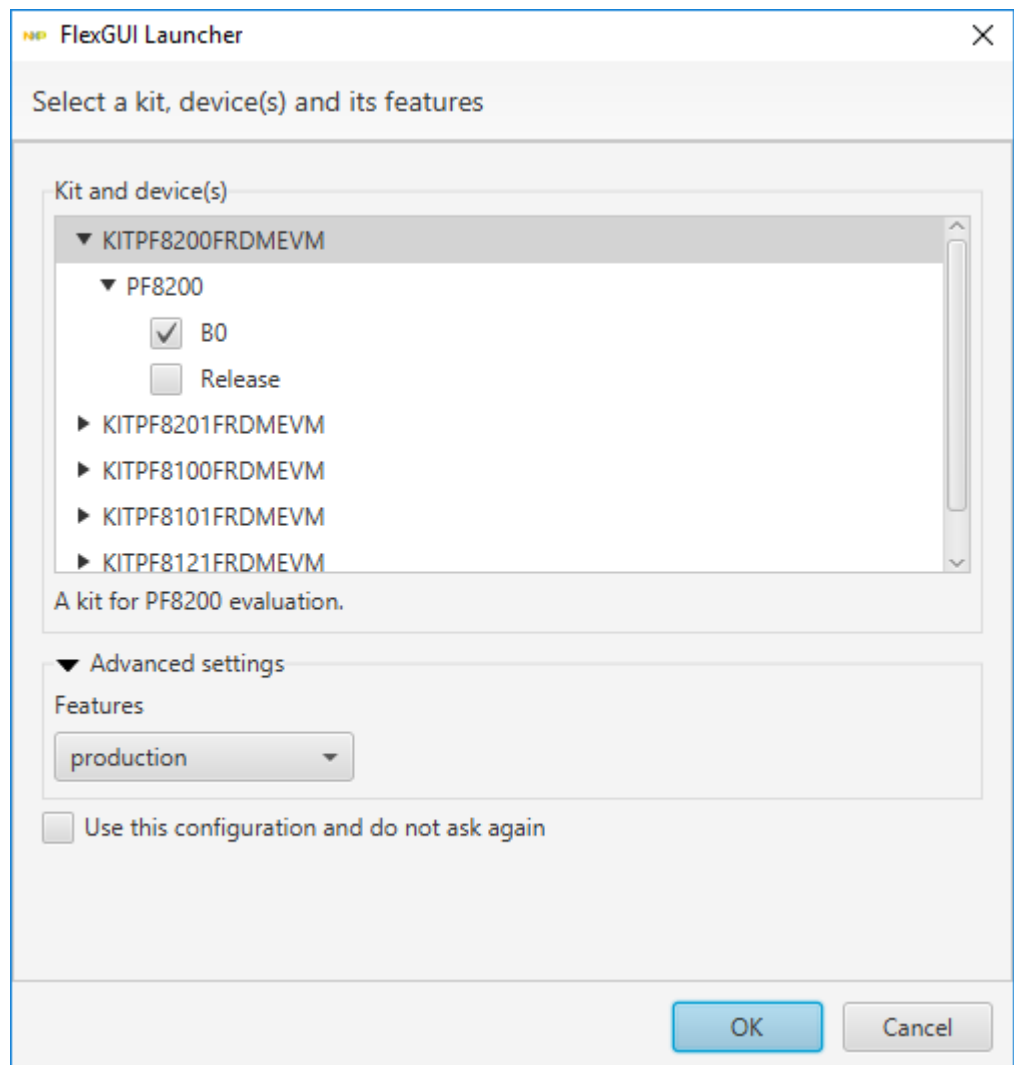 NXP FlexGUI Launcher
Select a kit, device(s) and its features
Kit and device(s)
KITPF8200FRDMEVM
PF8200
B0
Release
KITPF8201FRDMEVM
KITPF8100FRDMEVM
KITPF8101FRDMEVM
KITPF8121FRDMEVM
A kit for PF8200 evaluation.
Advanced settings
Features
production
Use this configuration and do not ask again
OK Cancel